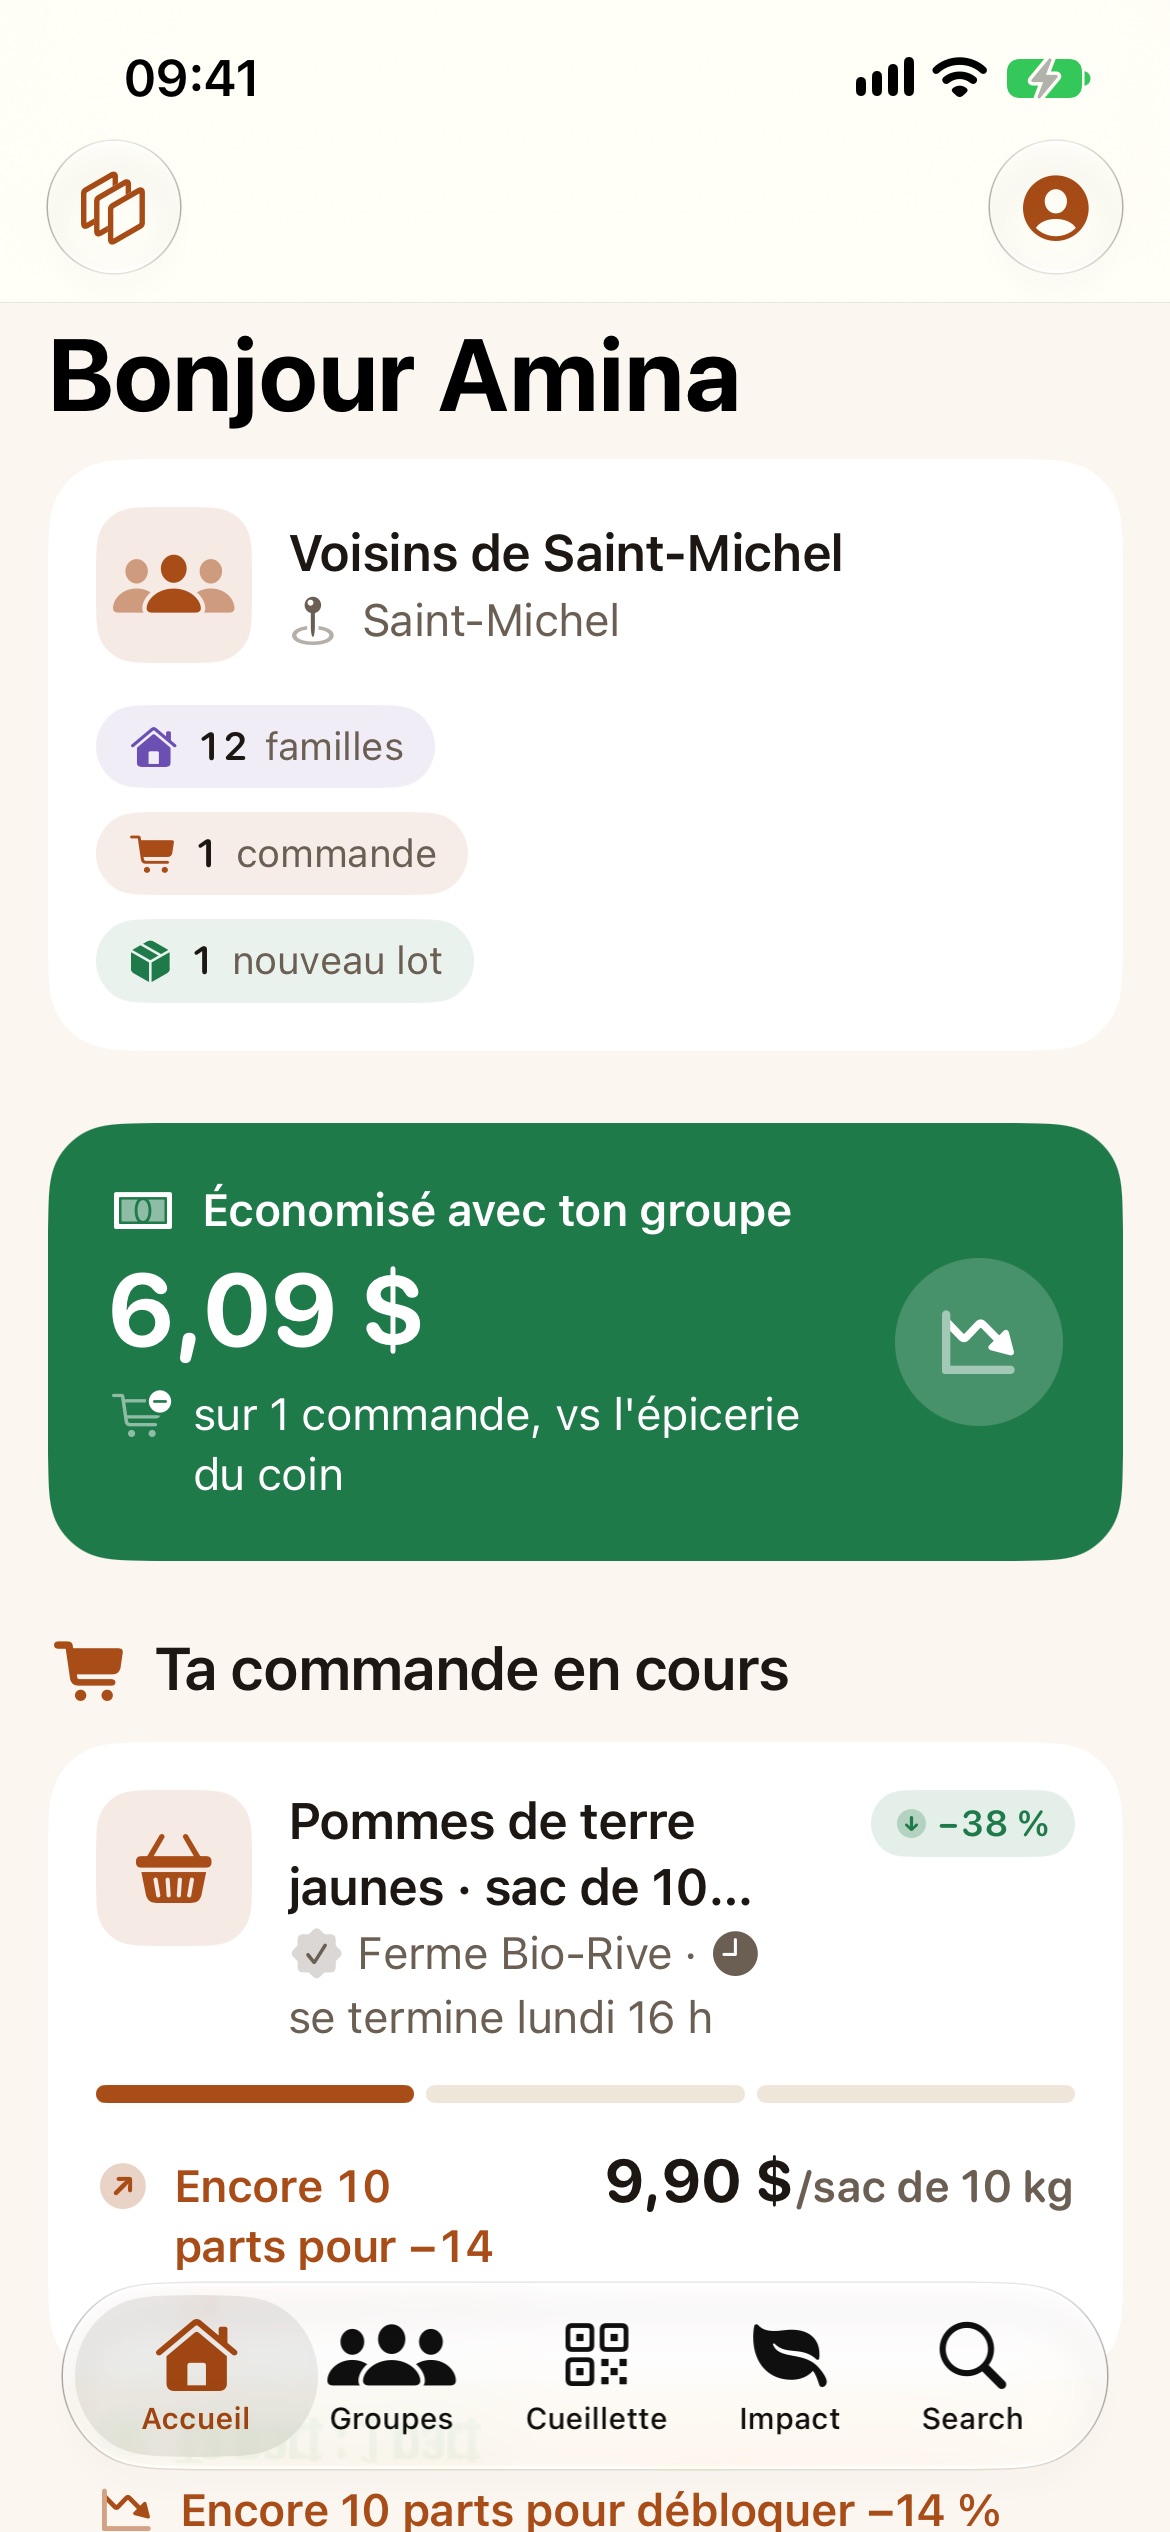 09:41
Bonjour Amina
Voisins de Saint-Michel
Saint-Michel
12 familles
1 commande
1 nouveau lot
Économisé avec ton groupe
6,09 $
sur 1 commande, vs l'épicerie
du coin
Ta commande en cours
Pommes de terre
jaunes · sac de 10...
−38 %
Ferme Bio-Rive ·
se termine lundi 16 h
Encore 10
parts pour −14
9,90 $/sac de 10 kg
Accueil
Groupes
Cueillette
Impact
Search
Encore 10 parts pour débloquer −14 %